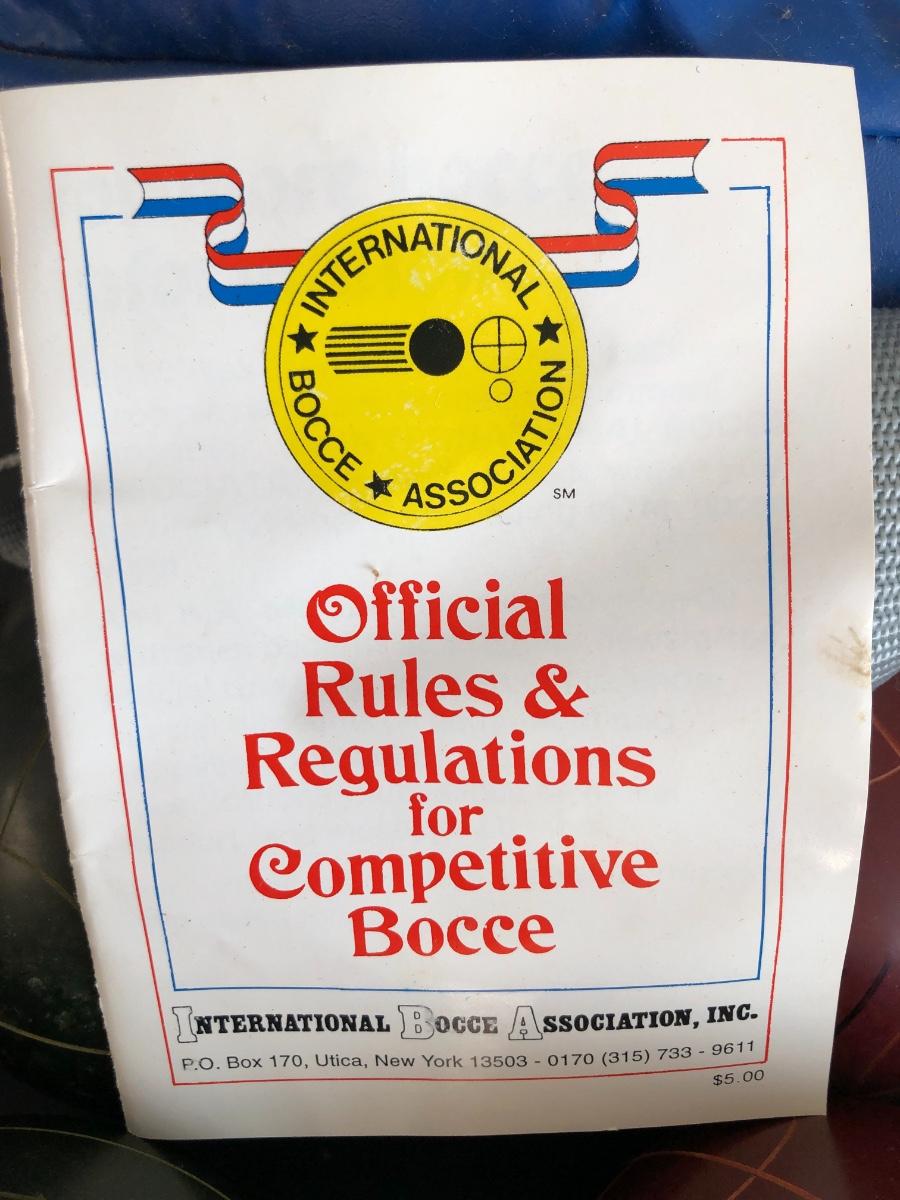 ★ INTERNATIONAL ★
BOCCE ★ ASSOCIATION
SM
Official
Rules &
Regulations
for
Competitive
Bocce
INTERNATIONAL BOCCE ASSOCIATION, INC.
P.O. Box 170, Utica, New York 13503 - 0170 (315) 733 - 9611
$5.00